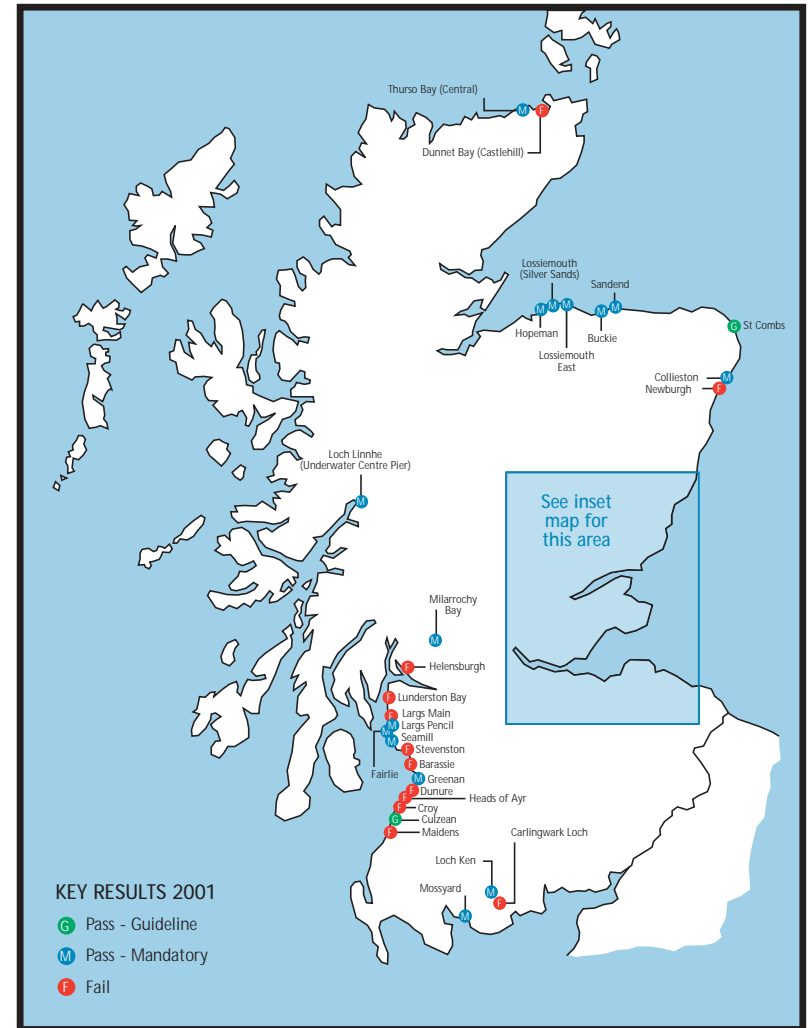 Thurso Bay (Central)
M
F
Dunnet Bay (Castlehill)
Lossiemouth
(Silver Sands)
Sandend
M
M
M
M
M
Hopeman
Buckie
Lossiemouth
East
G
St Combs
Collieston
M
Newburgh
F
Loch Linnhe
(Underwater Centre Pier)
M
See inset
map for
this area
Milarrochy
Bay
M
F
Helensburgh
F
Lunderston Bay
F
Largs Main
M
Largs Pencil
M
M
Seamill
F
Stevenston
Fairlie
F
Barassie
M
Greenan
F
Dunure
F
Heads of Ayr
F
Croy
G
Culzean
F
Maidens
Carlingwark Loch
Loch Ken
M
F
Mossyard
M
KEY RESULTS 2001
G Pass - Guideline
M Pass - Mandatory
F Fail